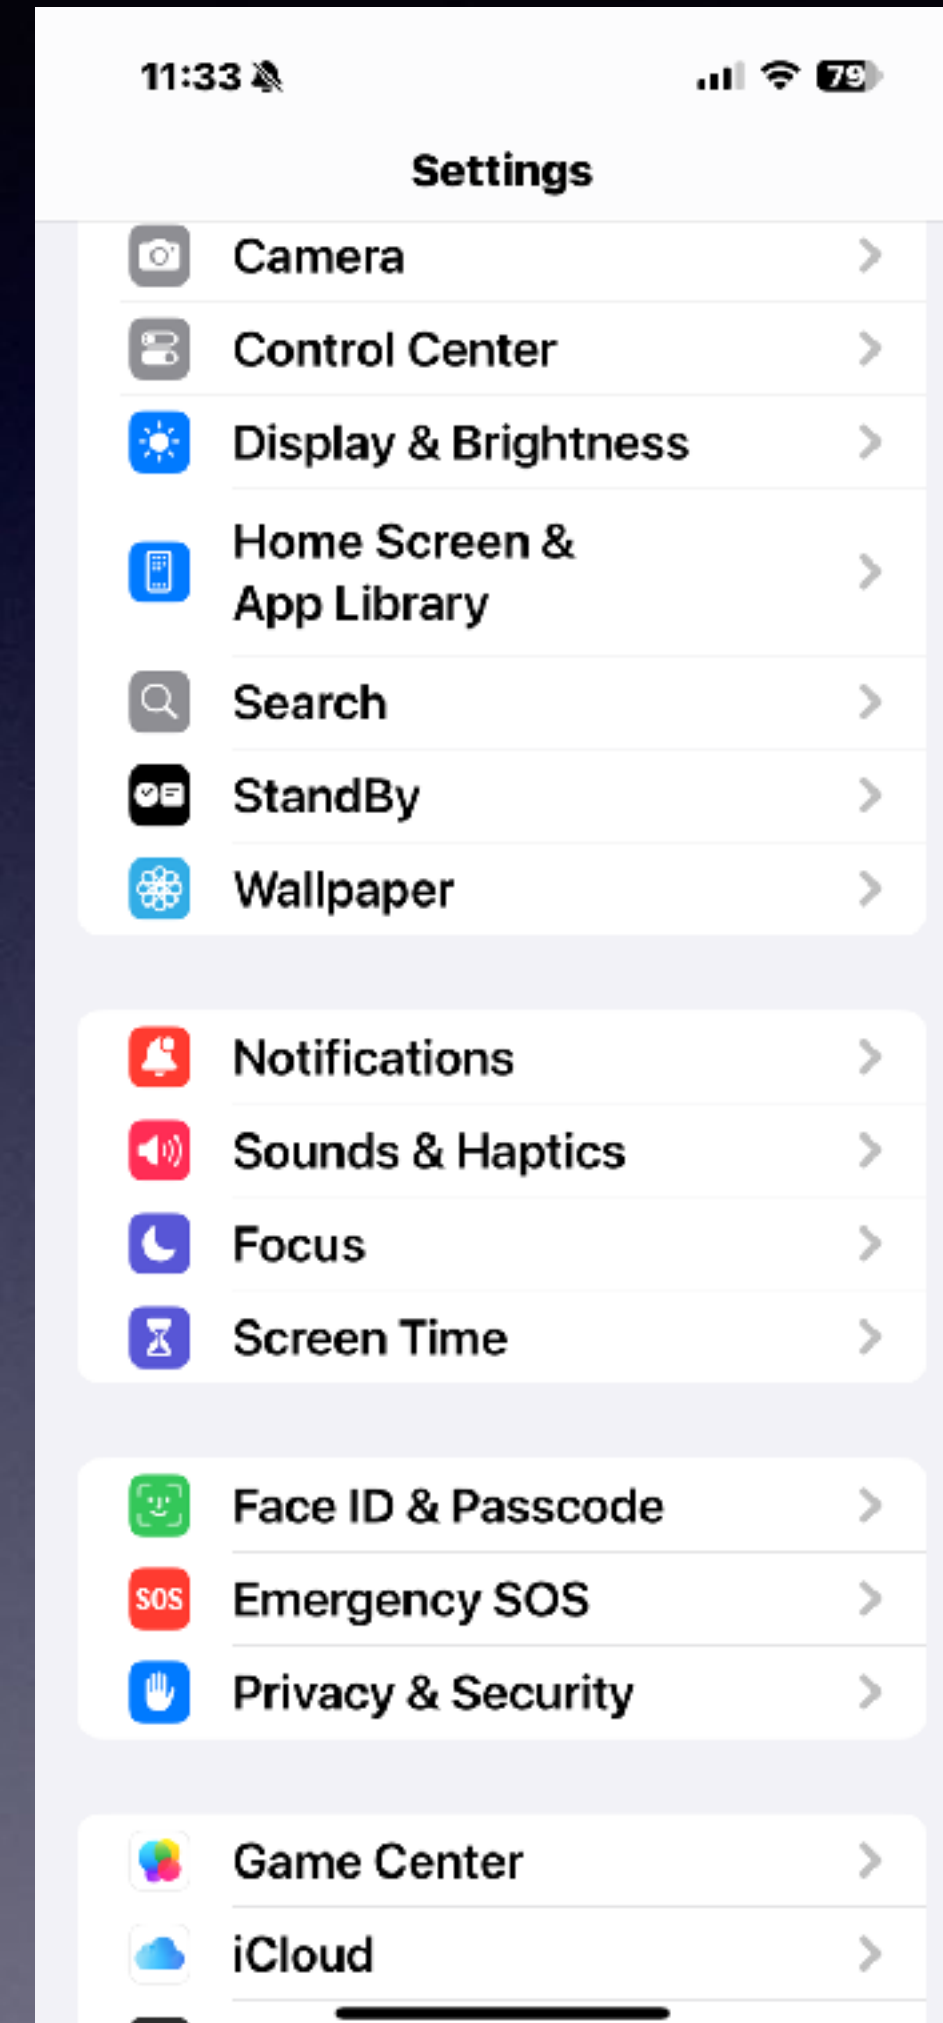 11:33
79
Settings
Camera
Control Center
Display & Brightness
Home Screen &
App Library
Search
StandBy
Wallpaper
Notifications
Sounds & Haptics
Focus
Screen Time
Face ID & Passcode
SOS Emergency SOS
Privacy & Security
Game Center
iCloud